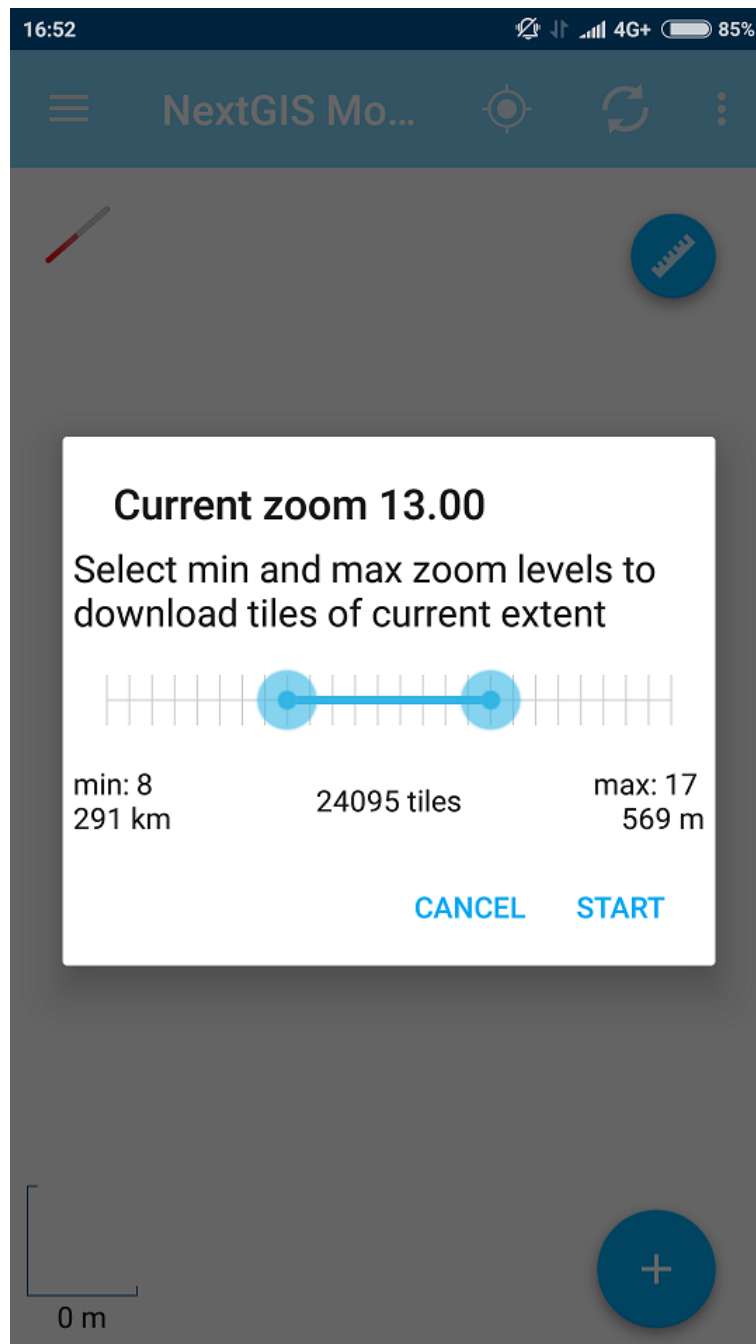 16:52 4G+ 85%
NextGIS Mo...
Current zoom 13.00
Select min and max zoom levels to
download tiles of current extent
min: 8 max: 17
291 km 24095 tiles 569 m
CANCEL START
0 m